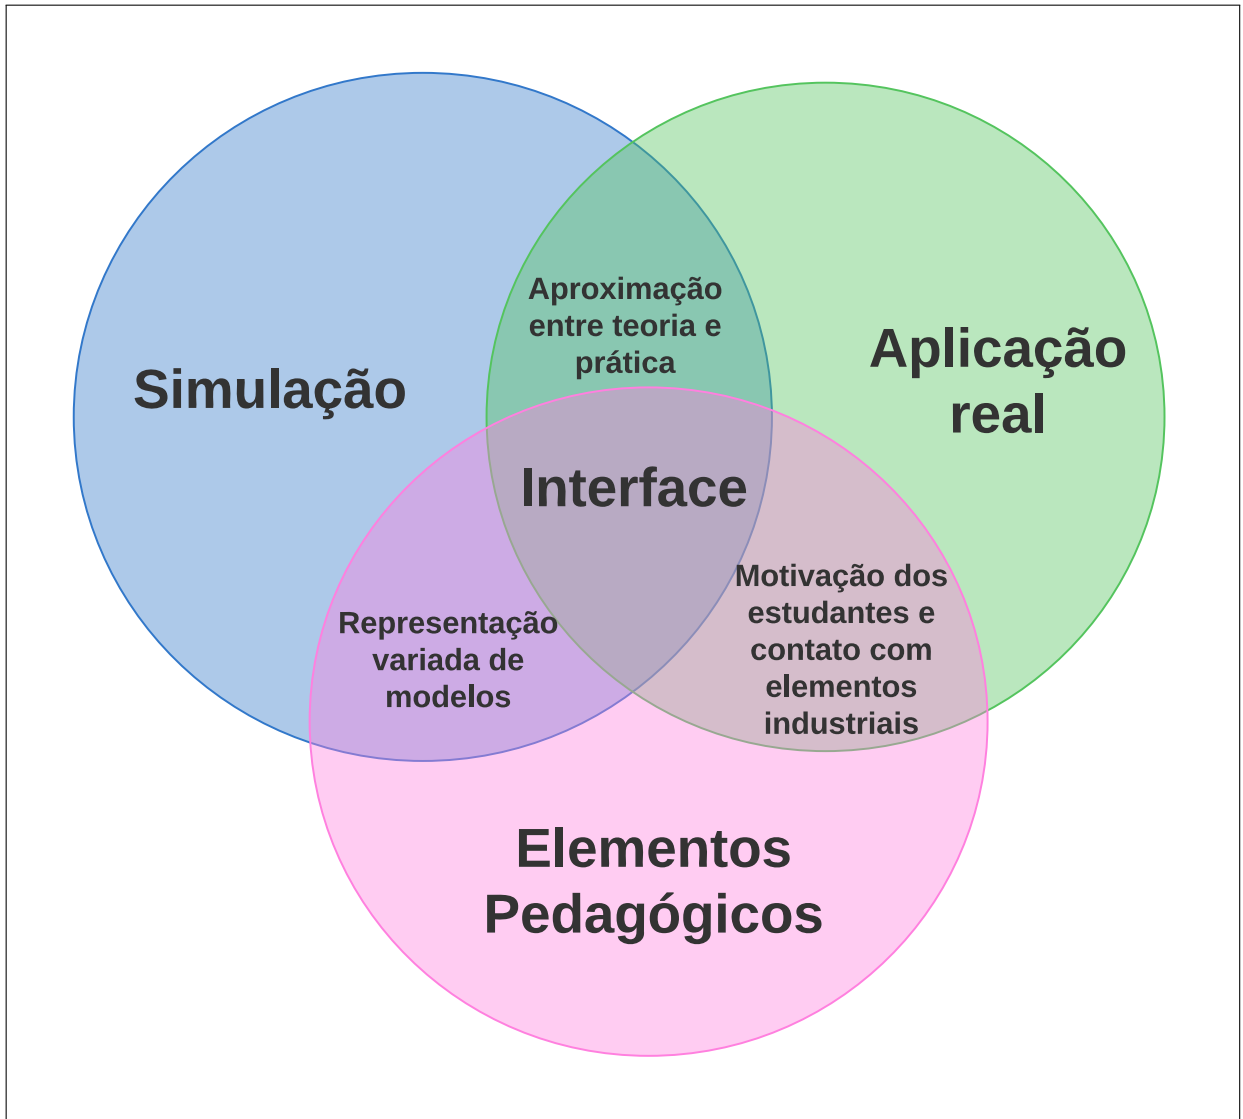 Aproximação
entre teoria e
prática
Simulação
Aplicação
real
Interface
Representação
variada de
modelos
Motivação dos
estudantes e
contato com
elementos
industriais
Elementos
Pedagógicos